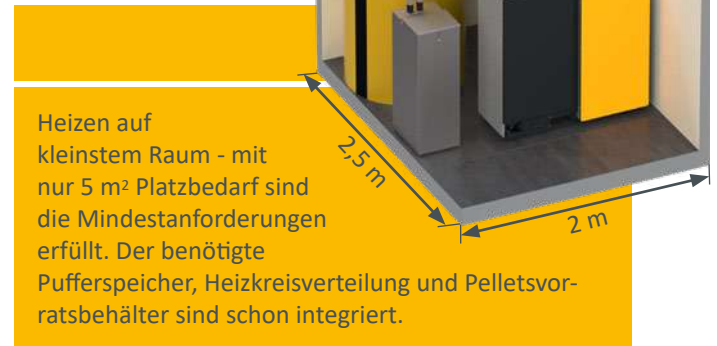 2,5 m
2 m
Heizen auf
kleinstem Raum - mit
nur 5 m² Platzbedarf sind
die Mindestanforderungen
erfüllt. Der benötigte
Pufferspeicher, Heizkreisverteilung und Pelletsvor-
ratsbehälter sind schon integriert.